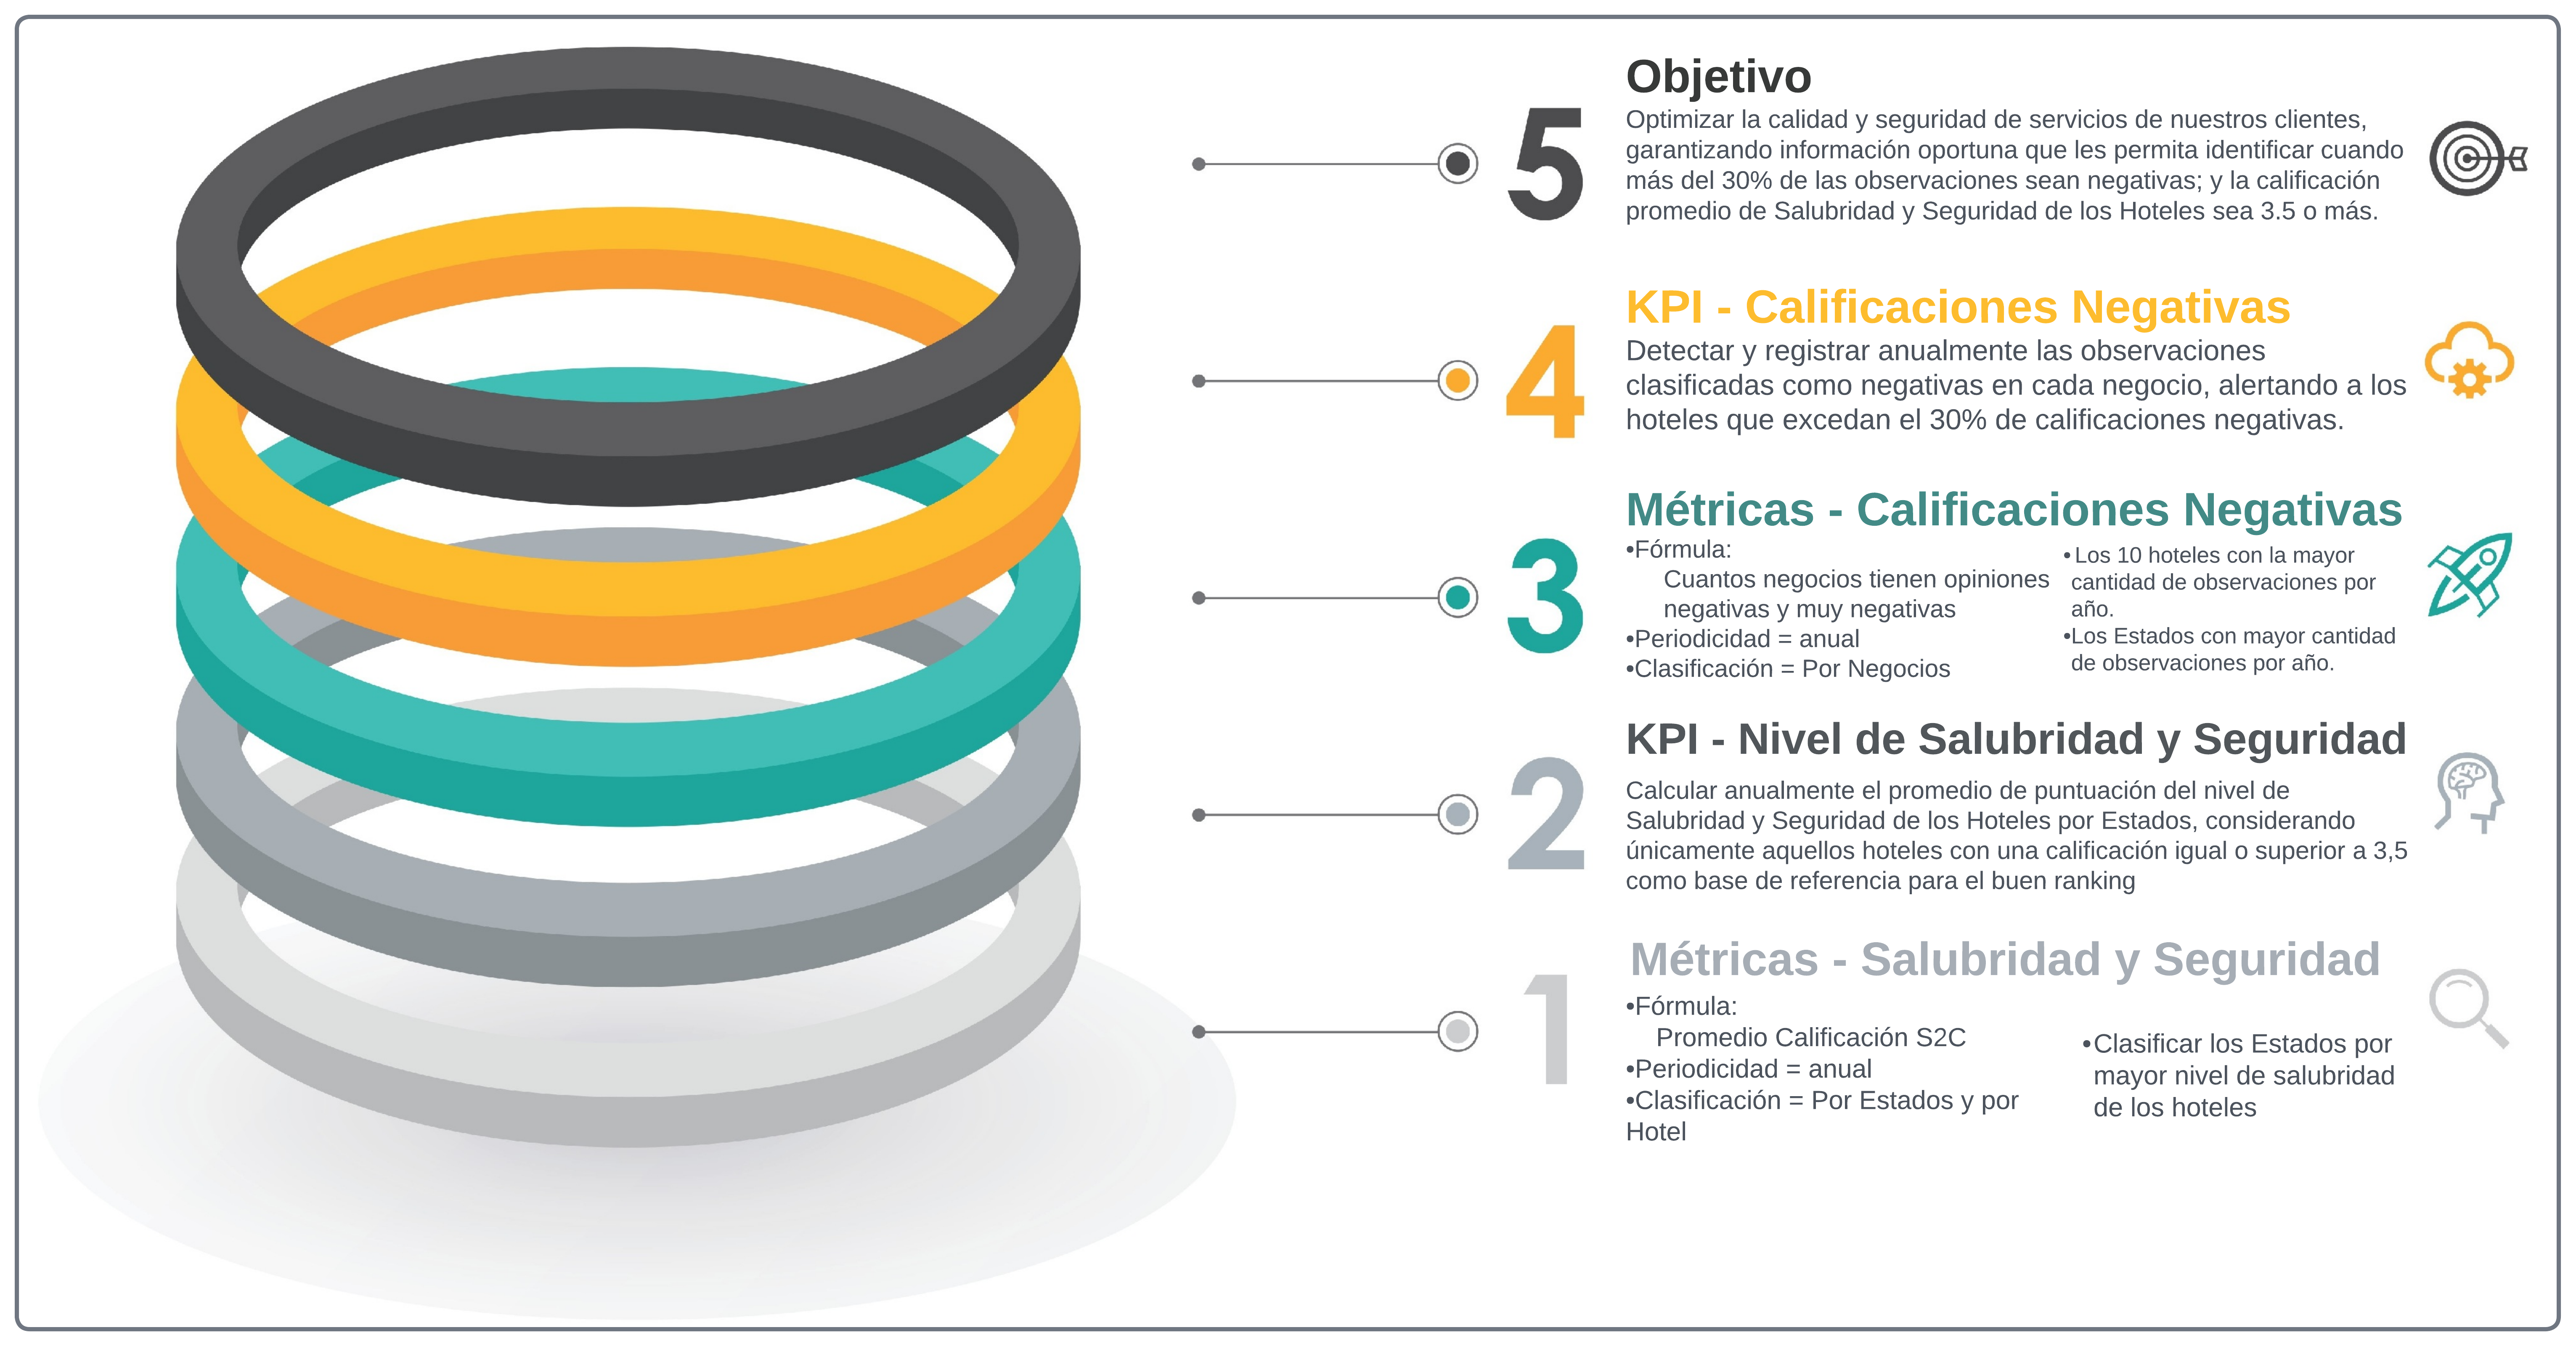 5
Objetivo
Optimizar la calidad y seguridad de servicios de nuestros clientes,
garantizando información oportuna que les permita identificar cuando
más del 30% de las observaciones sean negativas; y la calificación
promedio de Salubridad y Seguridad de los Hoteles sea 3.5 o más.
4
KPI - Calificaciones Negativas
Detectar y registrar anualmente las observaciones
clasificadas como negativas en cada negocio, alertando a los
hoteles que excedan el 30% de calificaciones negativas.
3
Métricas - Calificaciones Negativas
•Fórmula:
Cuantos negocios tienen opiniones
negativas y muy negativas
•Periodicidad = anual
•Clasificación = Por Negocios
• Los 10 hoteles con la mayor
cantidad de observaciones por
año.
•Los Estados con mayor cantidad
de observaciones por año.
2
KPI - Nivel de Salubridad y Seguridad
Calcular anualmente el promedio de puntuación del nivel de
Salubridad y Seguridad de los Hoteles por Estados, considerando
únicamente aquellos hoteles con una calificación igual o superior a 3,5
como base de referencia para el buen ranking
1
Métricas - Salubridad y Seguridad
•Fórmula:
Promedio Calificación S2C
•Periodicidad = anual
•Clasificación = Por Estados y por
Hotel
•Clasificar los Estados por
mayor nivel de salubridad
de los hoteles